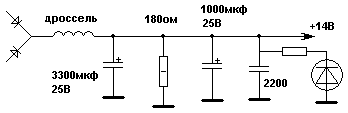 дроссель
180ом
1000мкф
25В
+14В
+
+
3300мкф
25В
2200